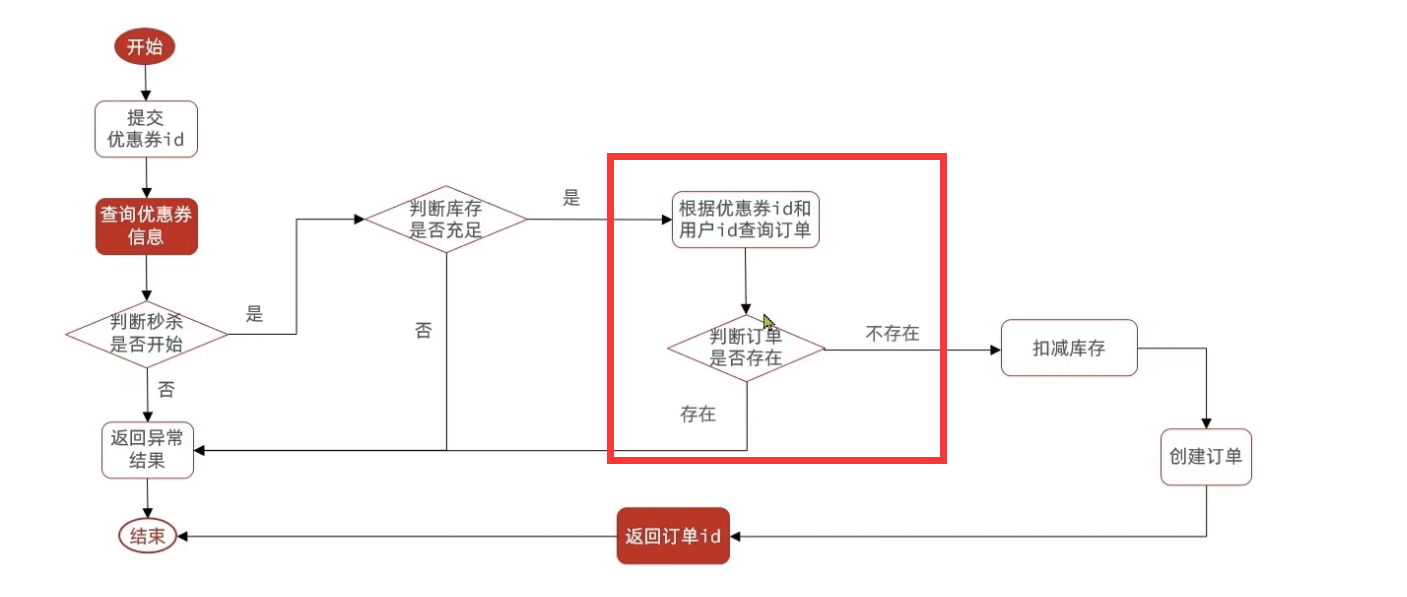 开始
提交
优惠券id
查询优惠券
信息
判断秒杀
是否开始
是
否
返回异常
结果
结束
判断库存
是否充足
是
否
根据优惠券id和
用户id查询订单
判断订单
是否存在
不存在
存在
扣减库存
创建订单
返回订单id